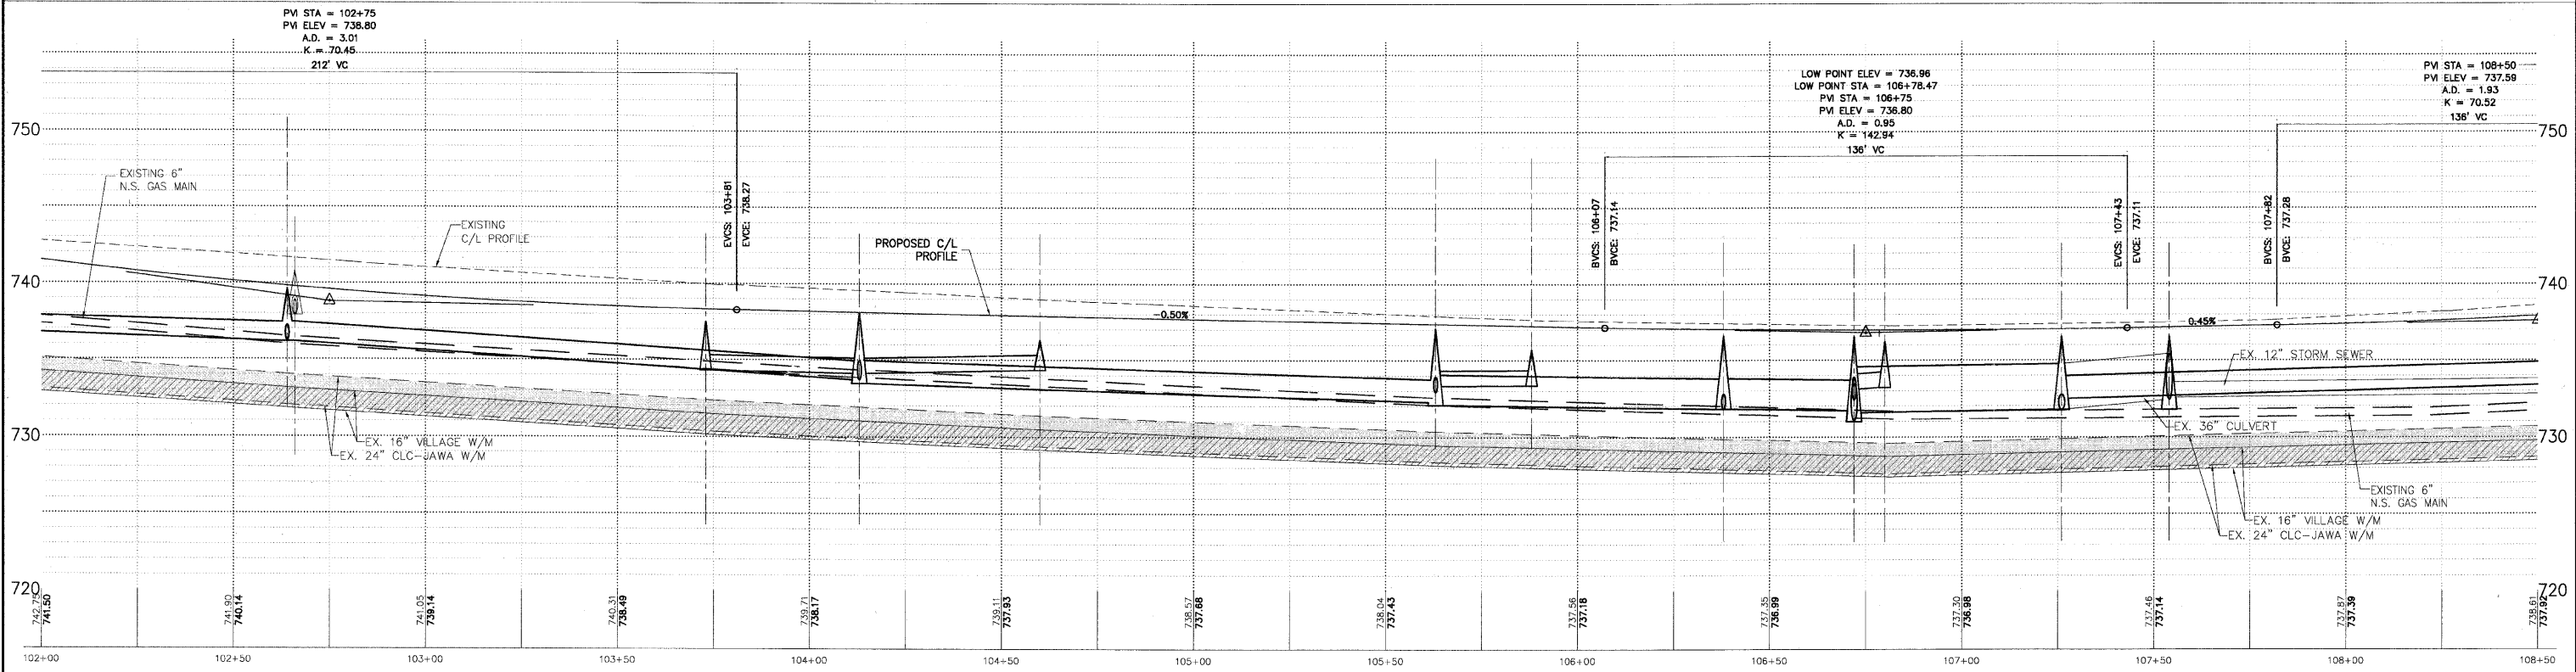 PVI STA = 102+75
PVI ELEV = 738.80
A.D. = 3.01
K = 70.45
212' VC
LOW POINT ELEV = 736.96
LOW POINT STA = 106+78.47
PVI STA = 106+75
PVI ELEV = 736.80
A.D. = 0.95
K = 142.94
136' VC
PVI STA = 108+50
PVI ELEV = 737.59
A.D. = 1.93
K = 70.52
136' VC
750
750
EXISTING 6"
N.S. GAS MAIN
EXISTING
C/L PROFILE
EVCS: 103+81
EVCE: 738.27
PROPOSED C/L
PROFILE
BVCS: 106+07
BVCE: 737.14
EVCS: 107+43
EVCE: 737.11
BVCS: 107+82
BVCE: 737.28
740
740
-0.50%
0.45%
EX. 12" STORM SEWER
730
730
EX. 16" VILLAGE W/M
EX. 24" CLC-JAWA W/M
EX. 36" CULVERT
EXISTING 6"
N.S. GAS MAIN
EX. 16" VILLAGE W/M
EX. 24" CLC-JAWA W/M
720
720
742.75
741.50
741.90
740.14
741.05
739.14
740.31
738.49
739.71
738.17
739.11
737.93
738.57
737.68
738.04
737.43
737.56
737.18
737.35
736.99
737.30
736.98
737.46
737.14
737.87
737.39
738.61
737.92
102+00
102+50
103+00
103+50
104+00
104+50
105+00
105+50
106+00
106+50
107+00
107+50
108+00
108+50